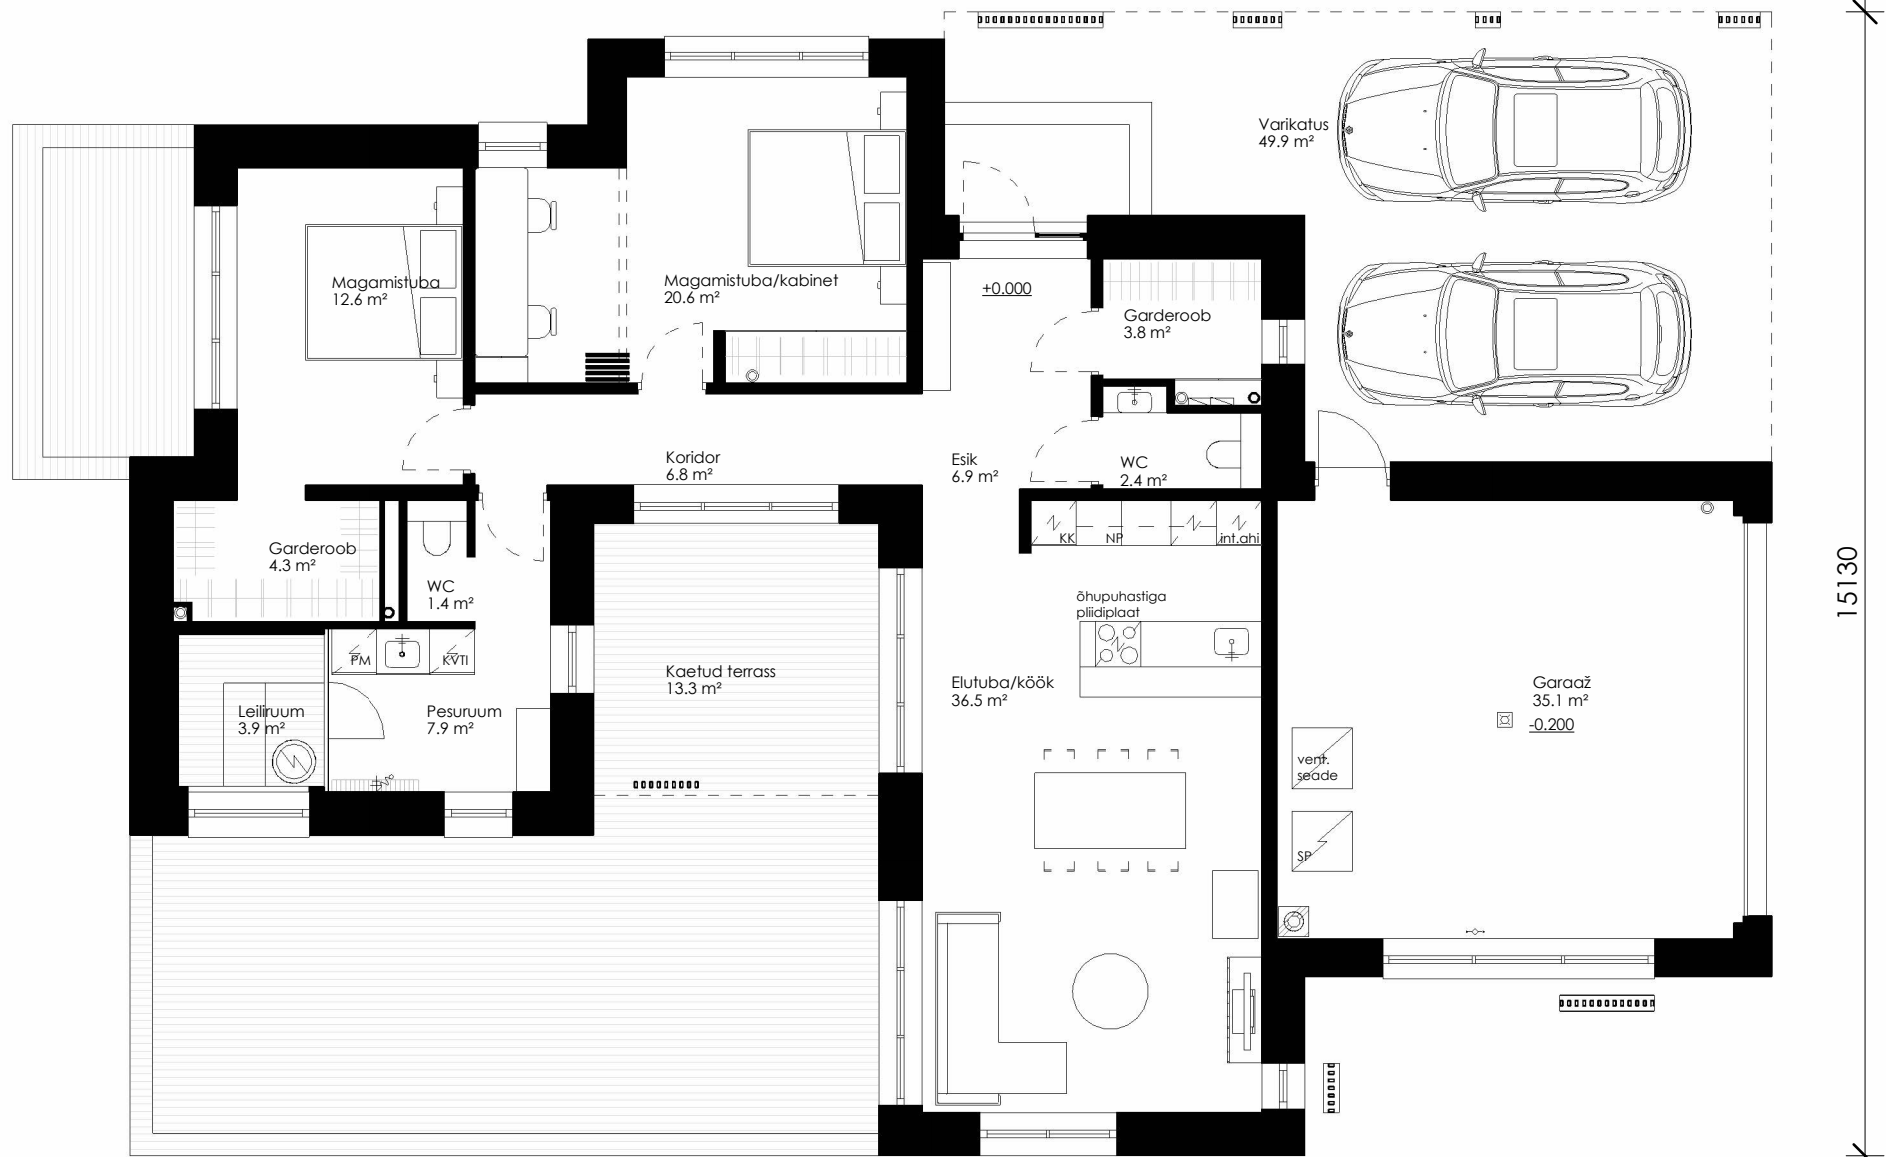 Varikatus
49.9 m²
Magamistuba
12.6 m²
Magamistuba/kabinet
20.6 m²
+0.000
Garderoob
3.8 m²
Koridor
6.8 m²
Esik
6.9 m²
WC
2.4 m²
KK
NP
int.ahi
Garderoob
4.3 m²
WC
1.4 m²
õhupuhastiga
pliidiplaat
15130
PM
KVTI
Kaetud terrass
13.3 m²
Elutuba/köök
36.5 m²
Garaaž
35.1 m²
-0.200
Leiliruum
3.9 m²
Pesuruum
7.9 m²
vent.
seade
SP